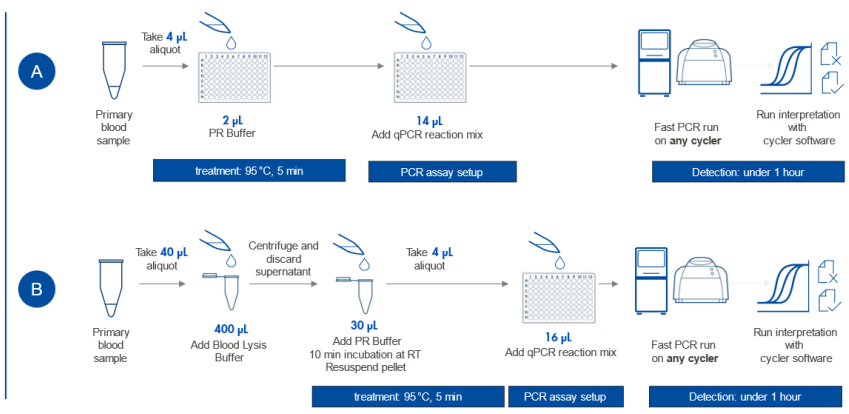 A
Take 4 µL
aliquot
Primary
blood
sample
2 µL
PR Buffer
14 µL
Add qPCR reaction mix
Fast PCR run
on any cycler
Run interpretation
with
cycler software
treatment: 95°C, 5 min
PCR assay setup
Detection: under 1 hour
B
Take 40 µL
aliquot
Centrifuge and
discard
supernatant
Take 4 µL
aliquot
Primary
blood
sample
400 µL
Add Blood Lysis
Buffer
30 µL
Add PR Buffer
10 min incubation at RT
Resuspend pellet
16 µL
Add qPCR reaction mix
Fast PCR run
on any cycler
Run interpretation
with
cycler software
treatment: 95°C, 5 min
PCR assay setup
Detection: under 1 hour